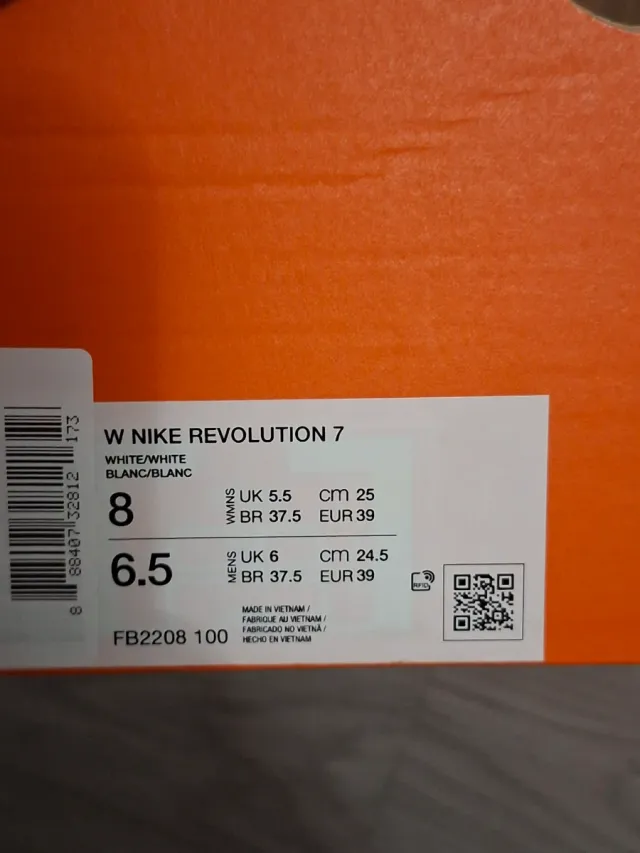 W NIKE REVOLUTION 7
WHITE/WHITE
BLANC/BLANC
8
WMNS
UK 5.5 cm 25
BR 37.5 EUR 39
6.5
MENS
UK 6 cm 24.5
BR 37.5 EUR 39
RFID
FB2208 100
MADE IN VIETNAM /
FABRIQUE AU VIETNAM /
FABRICADO NO VIETNÃ /
HECHO EN VIETNAM
8 88407 32812 173